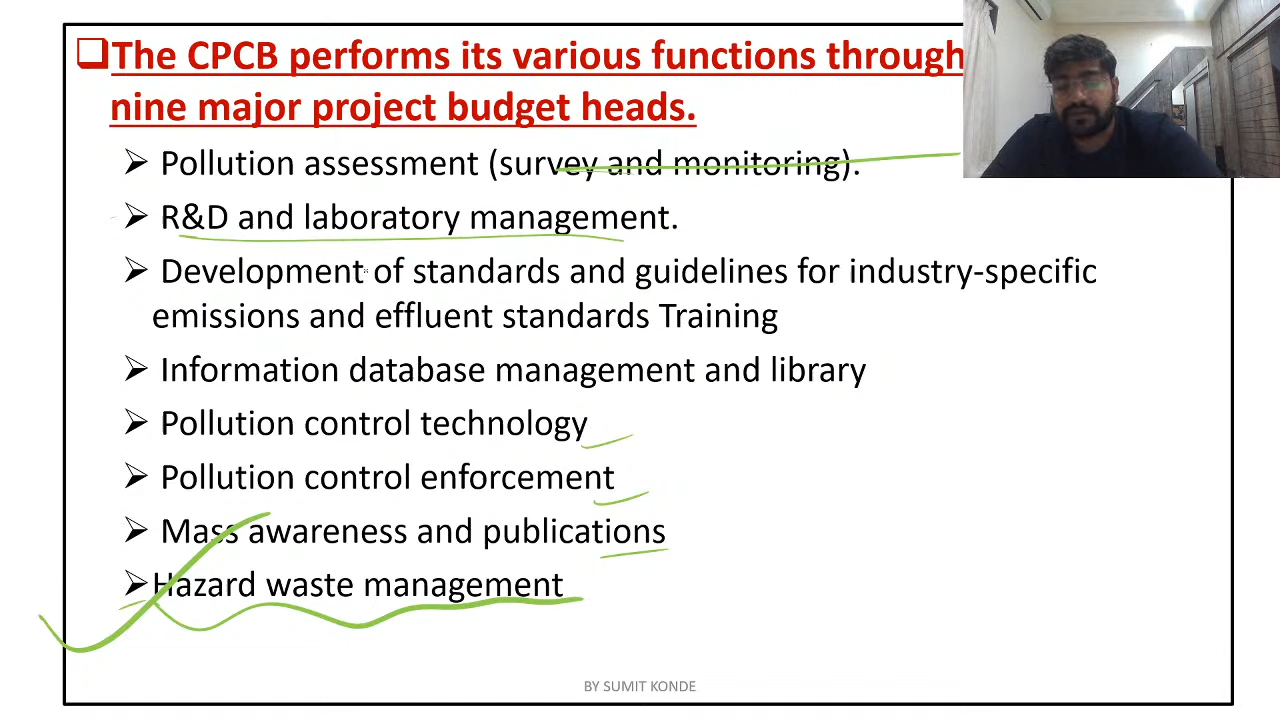 The CPCB performs its various functions through
nine major project budget heads.
Pollution assessment (survey and monitoring).
R&D and laboratory management.
Development of standards and guidelines for industry-specific
emissions and effluent standards Training
Information database management and library
Pollution control technology
Pollution control enforcement
Mass awareness and publications
Hazard waste management
BY SUMIT KONDE